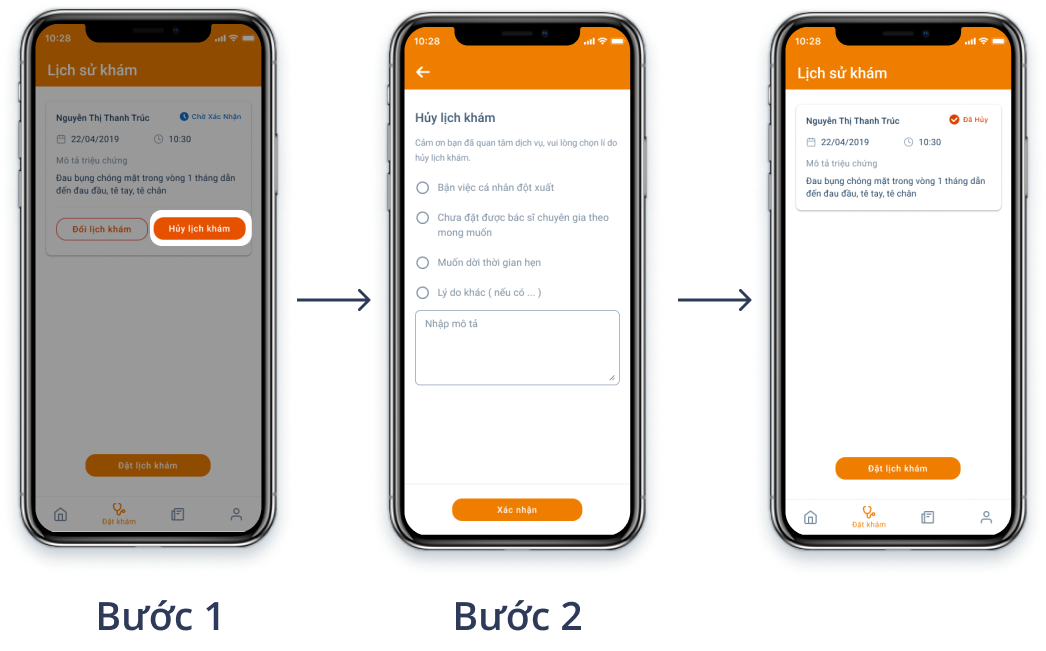 10:28
Lịch sử khám
Nguyễn Thị Thanh Trúc
Chờ Xác Nhận
22/04/2019
10:30
Mô tả triệu chứng
Đau bụng chóng mặt trong vòng 1 tháng dẫn
đến đau đầu, tê tay, tê chân
Đổi lịch khám
Hủy lịch khám
Đặt lịch khám
Đặt khám
Bước 1
10:28
Hủy lịch khám
Cảm ơn bạn đã quan tâm dịch vụ, vui lòng chọn lí do
hủy lịch khám.
Bận việc cá nhân đột xuất
Chưa đặt được bác sĩ chuyên gia theo
mong muốn
Muốn dời thời gian hẹn
Lý do khác ( nếu có ... )
Nhập mô tả
Xác nhận
Bước 2
10:28
Lịch sử khám
Nguyễn Thị Thanh Trúc
Đã Hủy
22/04/2019
10:30
Mô tả triệu chứng
Đau bụng chóng mặt trong vòng 1 tháng dẫn
đến đau đầu, tê tay, tê chân
Đặt lịch khám
Đặt khám